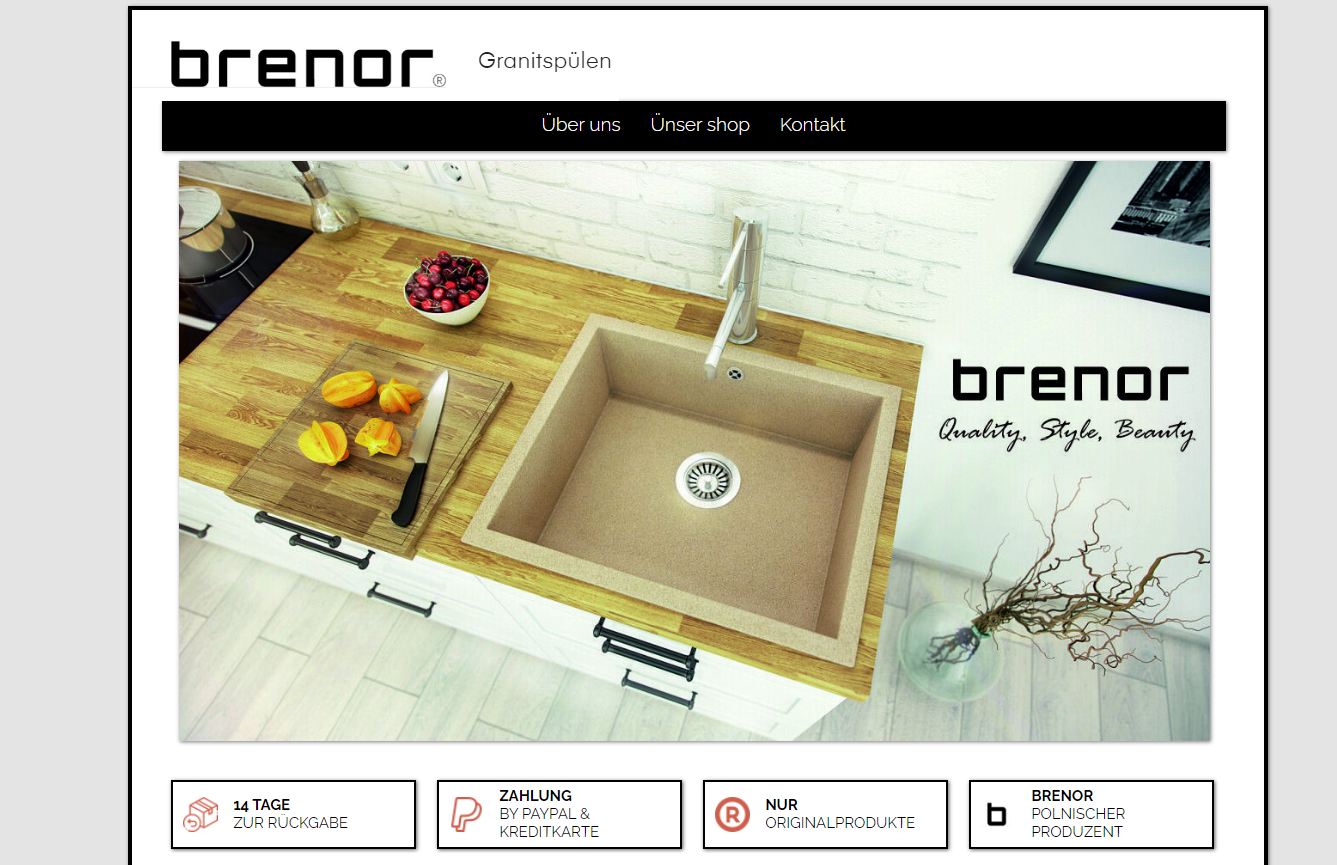 brenor®
Granitspülen
Über uns Ünser shop Kontakt
brenor
Quality, Style, Beauty
14 TAGE
ZUR RÜCKGABE
ZAHLUNG
BY PAYPAL &
KREDITKARTE
NUR
ORIGINALPRODUKTE
BRENOR
POLNISCHER
PRODUZENT